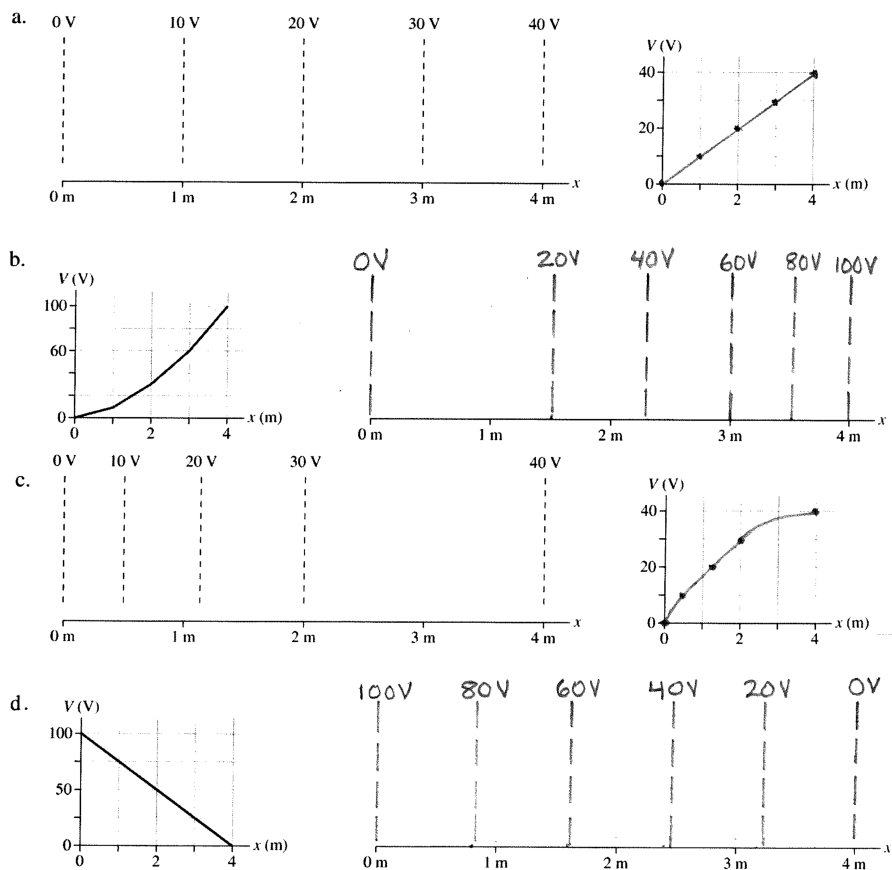 a.
0 V 10 V 20 V 30 V 40 V
0 m 1 m 2 m 3 m 4 m x
V (V)
40
20
0
0 2 4 x (m)
b.
V (V)
100
60
0
0 2 4 x (m)
0V 20V 40V 60V 80V 100V
0 m 1 m 2 m 3 m 4 m x
c.
0 V 10 V 20 V 30 V 40 V
0 m 1 m 2 m 3 m 4 m x
V (V)
40
20
0
0 2 4 x (m)
d.
V (V)
100
50
0
0 2 4 x (m)
100V 80V 60V 40V 20V 0V
0 m 1 m 2 m 3 m 4 m x